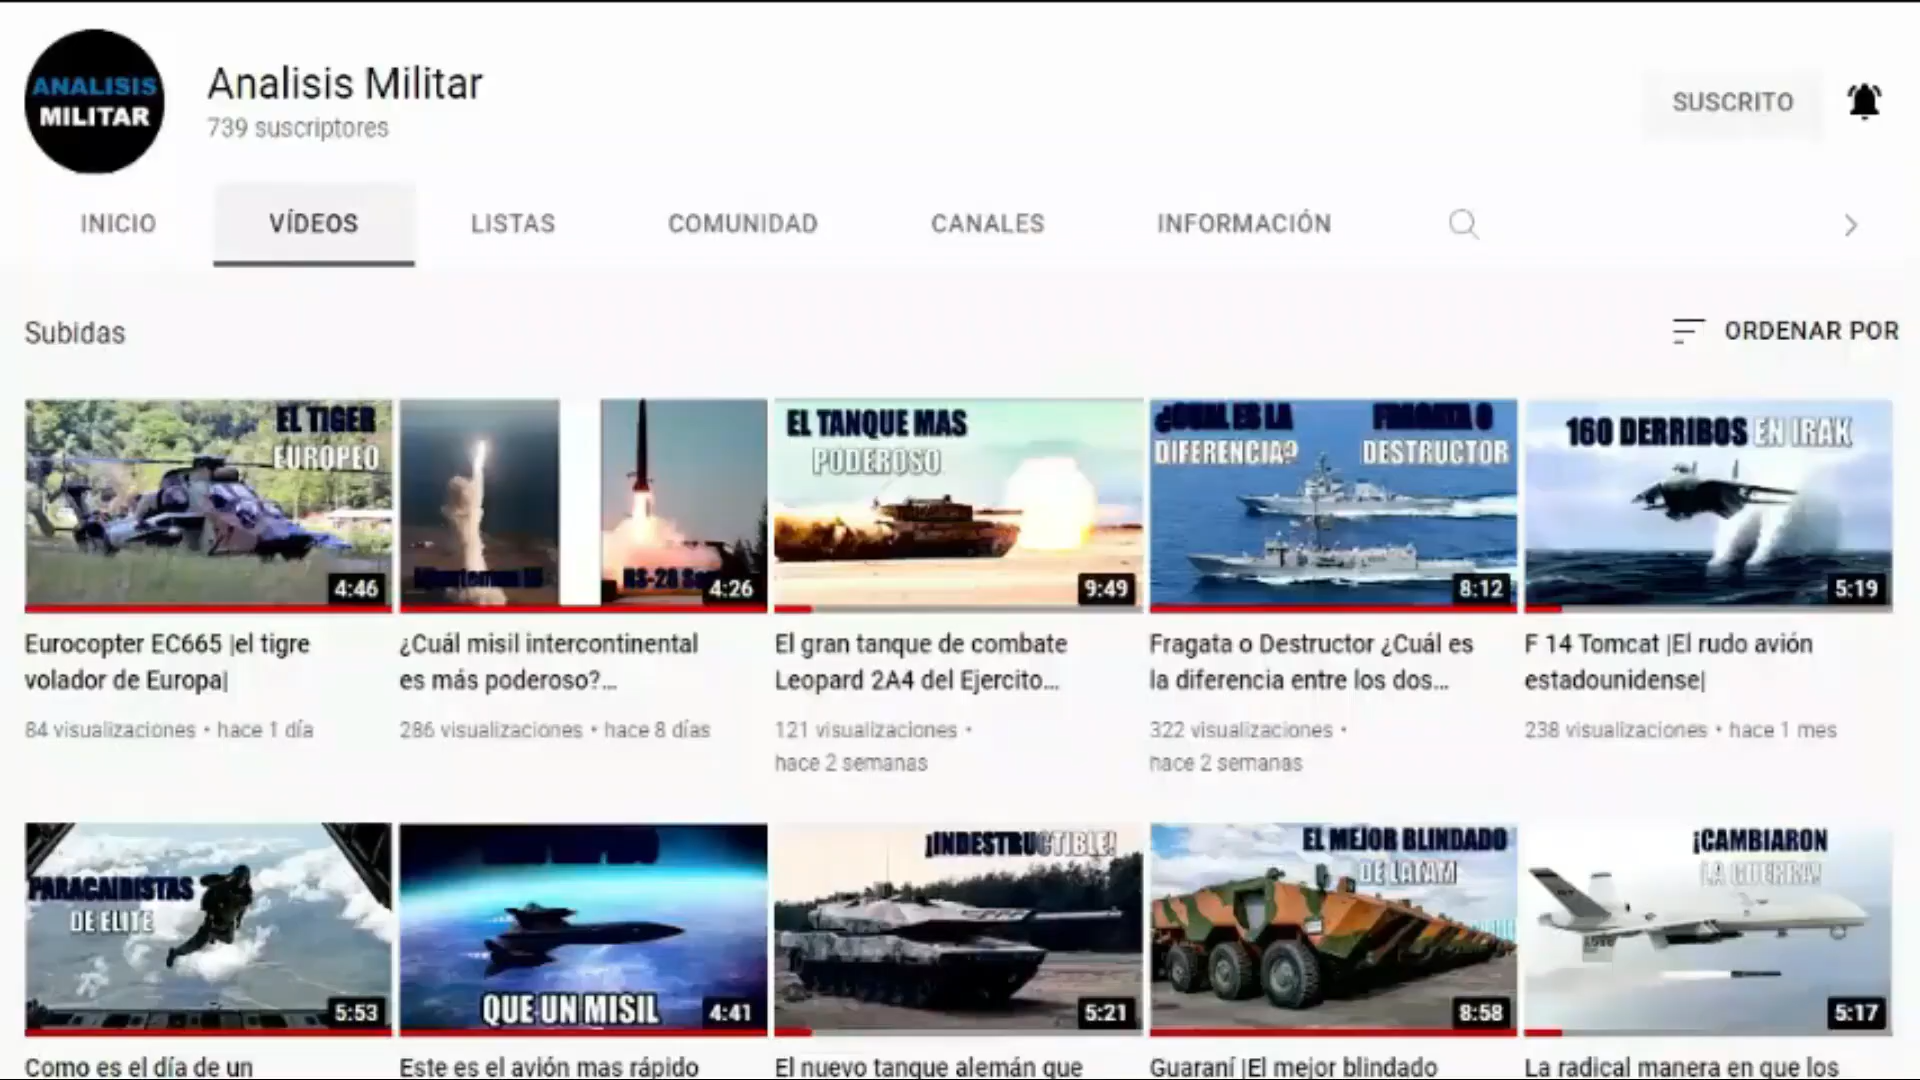 ANALISIS
MILITAR
Analisis Militar
739 suscriptores
SUSCRITO
INICIO
VÍDEOS
LISTAS
COMUNIDAD
CANALES
INFORMACIÓN
Subidas
ORDENAR POR
EL TIGER
EUROPEO
4:46
RS-28
4:26
EL TANQUE MAS
PODEROSO
9:49
¿CUAL ES LA
DIFERENCIA?
FRAGATA O
DESTRUCTOR
8:12
160 DERRIBOS EN IRAK
5:19
Eurocopter EC665 |el tigre
volador de Europa|
84 visualizaciones • hace 1 día
¿Cuál misil intercontinental
es más poderoso?...
286 visualizaciones • hace 8 días
El gran tanque de combate
Leopard 2A4 del Ejercito...
121 visualizaciones •
hace 2 semanas
Fragata o Destructor ¿Cuál es
la diferencia entre los dos...
322 visualizaciones •
hace 2 semanas
F 14 Tomcat |El rudo avión
estadounidense|
238 visualizaciones • hace 1 mes
PARACAIDISTAS
DE ELITE
5:53
QUE UN MISIL
4:41
¡INDESTRUCTIBLE!
5:21
EL MEJOR BLINDADO
DE LATAM
8:58
¡CAMBIARON
LA GUERRA!
5:17
Como es el día de un
Este es el avión mas rápido
El nuevo tanque alemán que
Guaraní |El mejor blindado
La radical manera en que los